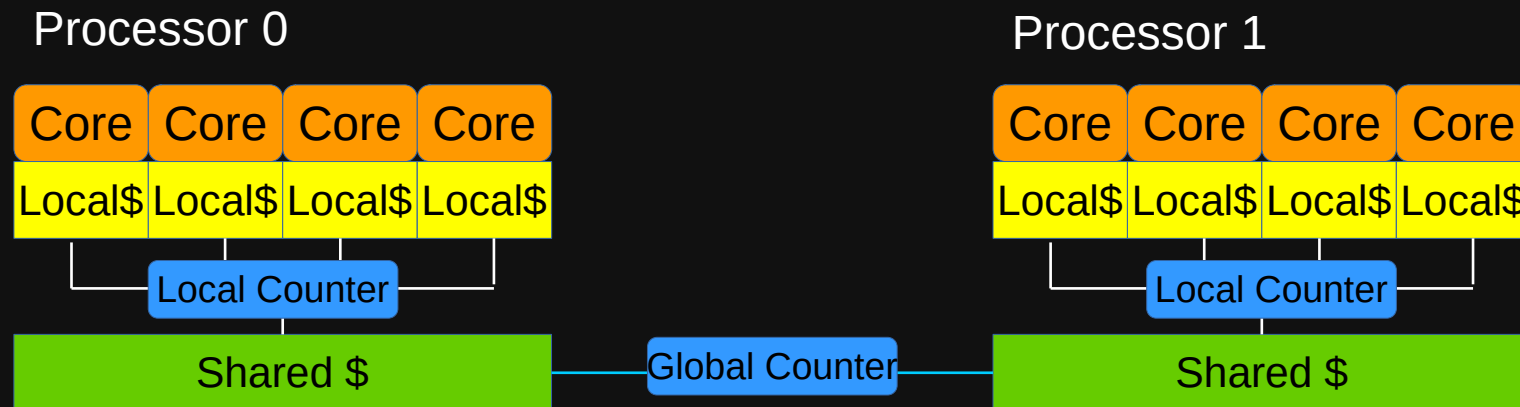 Processor 0
Processor 1
Core Core Core Core
Core Core Core Core
Local$ Local$ Local$ Local$
Local$ Local$ Local$ Local$
Local Counter
Local Counter
Shared $
Global Counter
Shared $